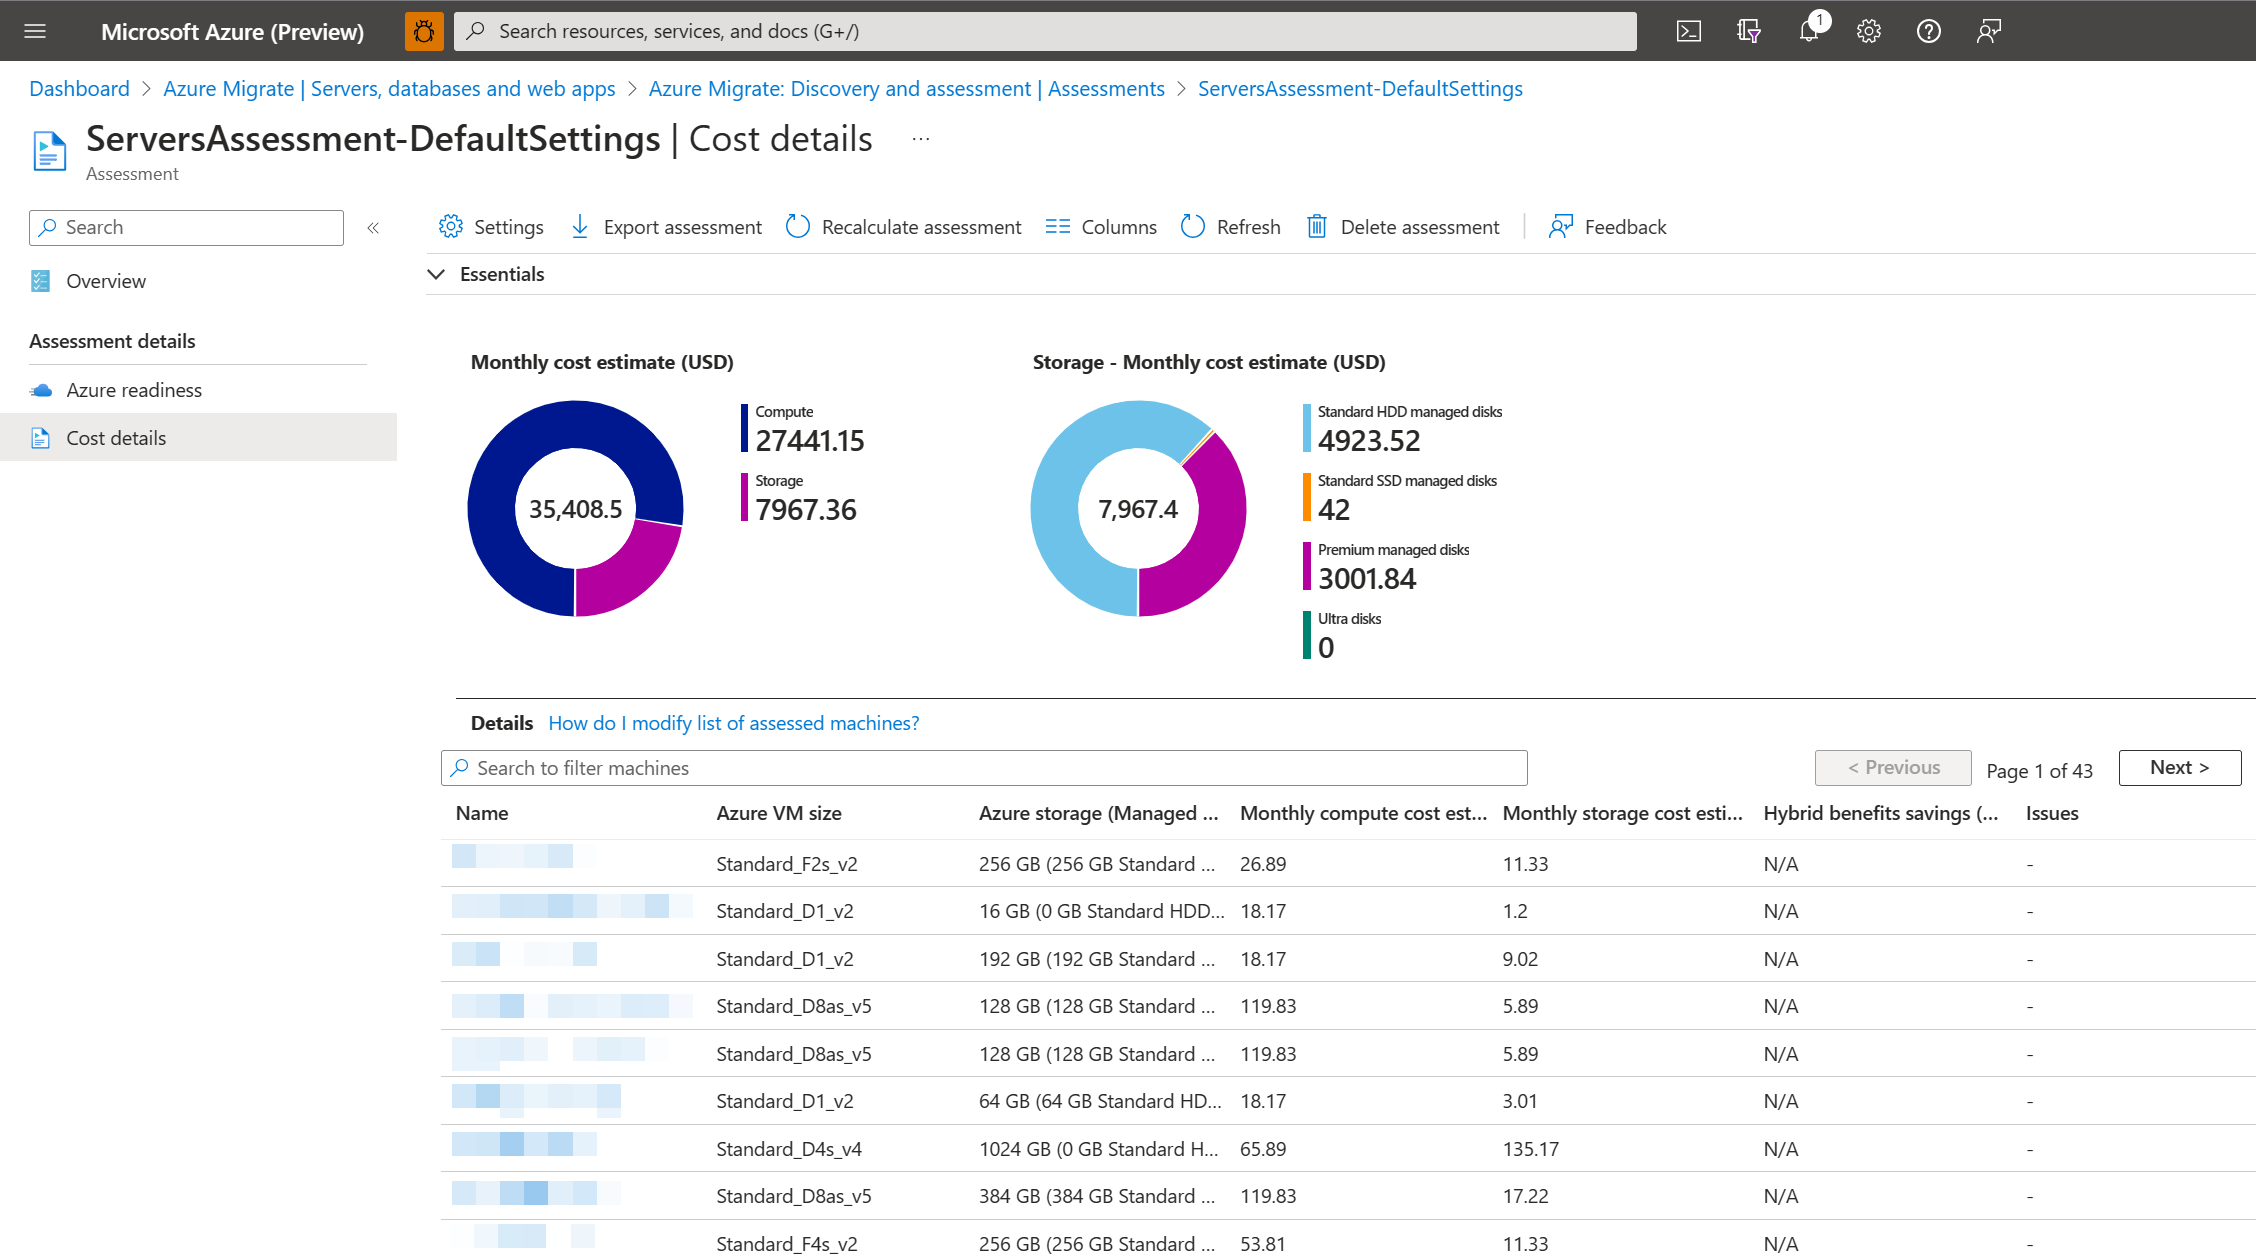 Microsoft Azure (Preview)
Search resources, services, and docs (G+/)
1
Dashboard > Azure Migrate | Servers, databases and web apps > Azure Migrate: Discovery and assessment | Assessments > ServersAssessment-DefaultSettings
ServersAssessment-DefaultSettings | Cost details ...
Assessment
Search
«
Overview
Assessment details
Azure readiness
Cost details
Settings Export assessment Recalculate assessment Columns Refresh Delete assessment Feedback
Essentials
Monthly cost estimate (USD)
35,408.5
Compute
27441.15
Storage
7967.36
Storage - Monthly cost estimate (USD)
7,967.4
Standard HDD managed disks
4923.52
Standard SSD managed disks
42
Premium managed disks
3001.84
Ultra disks
0
Details How do I modify list of assessed machines?
Search to filter machines
< Previous Page 1 of 43 Next >
Name Azure VM size Azure storage (Managed ... Monthly compute cost est... Monthly storage cost esti... Hybrid benefits savings (... Issues
Standard_F2s_v2 256 GB (256 GB Standard ... 26.89 11.33 N/A -
Standard_D1_v2 16 GB (0 GB Standard HDD... 18.17 1.2 N/A -
Standard_D1_v2 192 GB (192 GB Standard ... 18.17 9.02 N/A -
Standard_D8as_v5 128 GB (128 GB Standard ... 119.83 5.89 N/A -
Standard_D8as_v5 128 GB (128 GB Standard ... 119.83 5.89 N/A -
Standard_D1_v2 64 GB (64 GB Standard HD... 18.17 3.01 N/A -
Standard_D4s_v4 1024 GB (0 GB Standard H... 65.89 135.17 N/A -
Standard_D8as_v5 384 GB (384 GB Standard ... 119.83 17.22 N/A -
Standard_F4s_v2 256 GB (256 GB Standard ... 53.81 11.33 N/A -